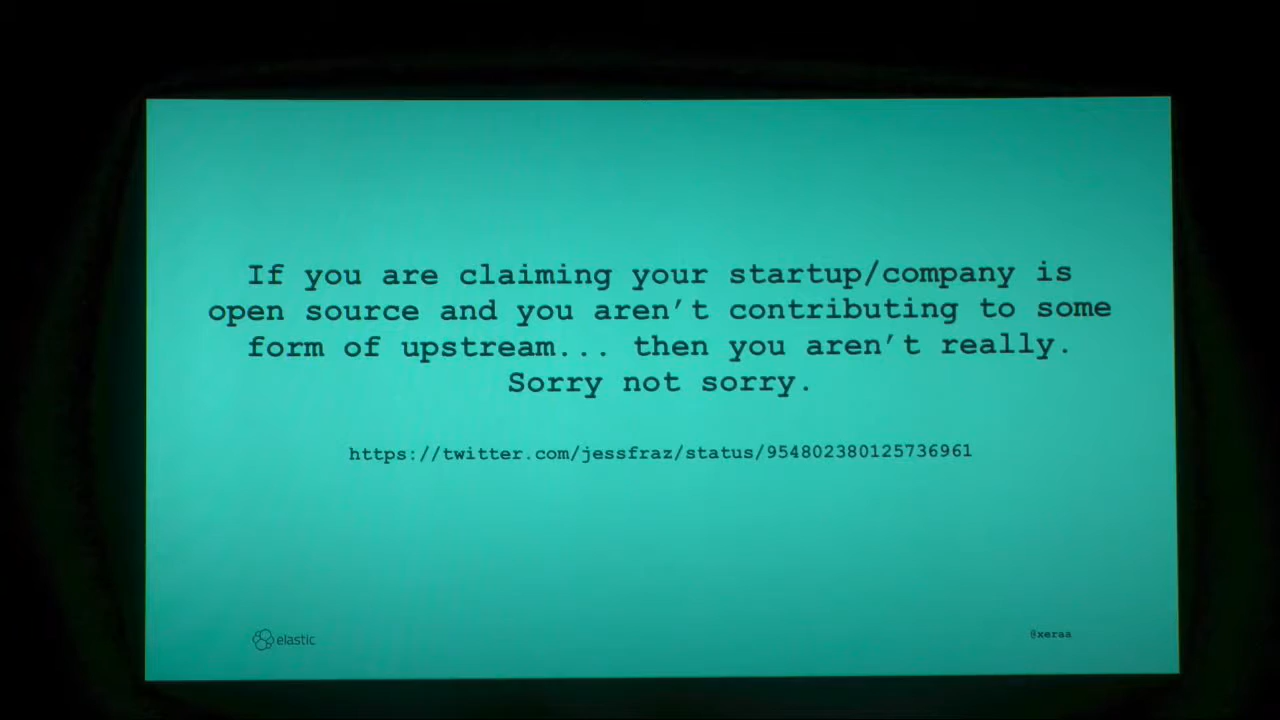 If you are claiming your startup/company is
open source and you aren’t contributing to some
form of upstream... then you aren’t really.
Sorry not sorry.
https://twitter.com/jessfraz/status/954802380125736961
elastic
@xeraa